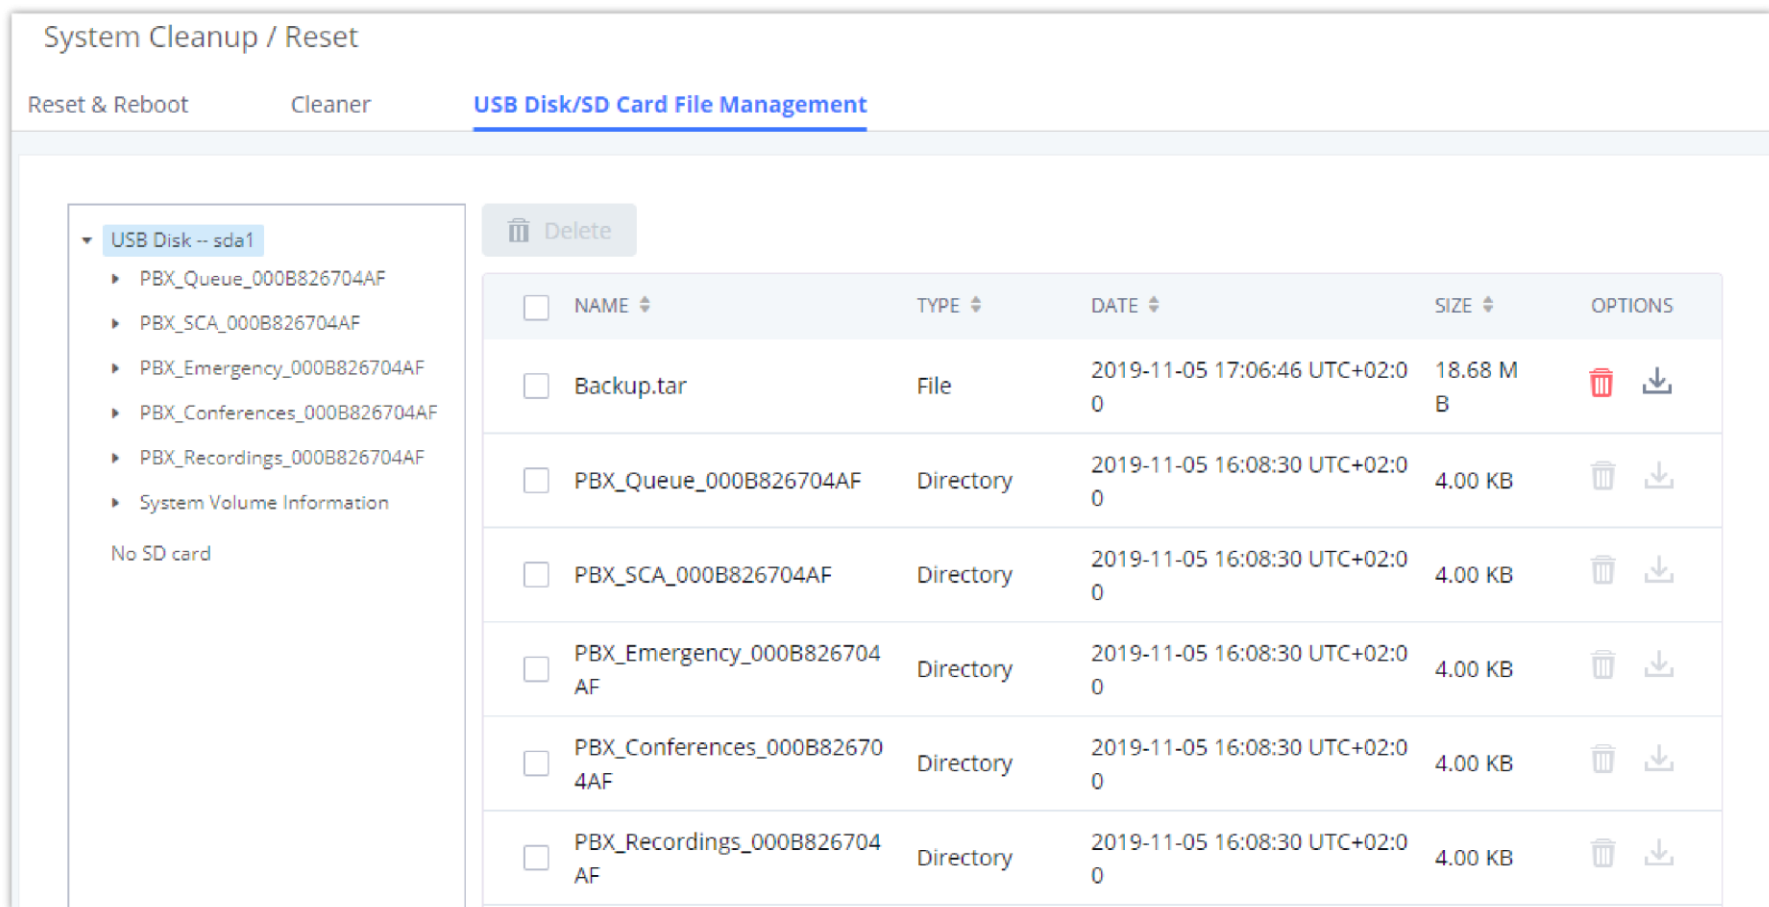 System Cleanup / Reset
Reset & Reboot Cleaner USB Disk/SD Card File Management
USB Disk -- sda1
PBX_Queue_000B826704AF
PBX_SCA_000B826704AF
PBX_Emergency_000B826704AF
PBX_Conferences_000B826704AF
PBX_Recordings_000B826704AF
System Volume Information
No SD card
Delete
NAME TYPE DATE SIZE OPTIONS
Backup.tar File 2019-11-05 17:06:46 UTC+02:0 18.68 M
0 B
PBX_Queue_000B826704AF Directory 2019-11-05 16:08:30 UTC+02:0 4.00 KB
0
PBX_SCA_000B826704AF Directory 2019-11-05 16:08:30 UTC+02:0 4.00 KB
0
PBX_Emergency_000B826704 Directory 2019-11-05 16:08:30 UTC+02:0 4.00 KB
AF 0
PBX_Conferences_000B82670 Directory 2019-11-05 16:08:30 UTC+02:0 4.00 KB
4AF 0
PBX_Recordings_000B826704 Directory 2019-11-05 16:08:30 UTC+02:0 4.00 KB
AF 0